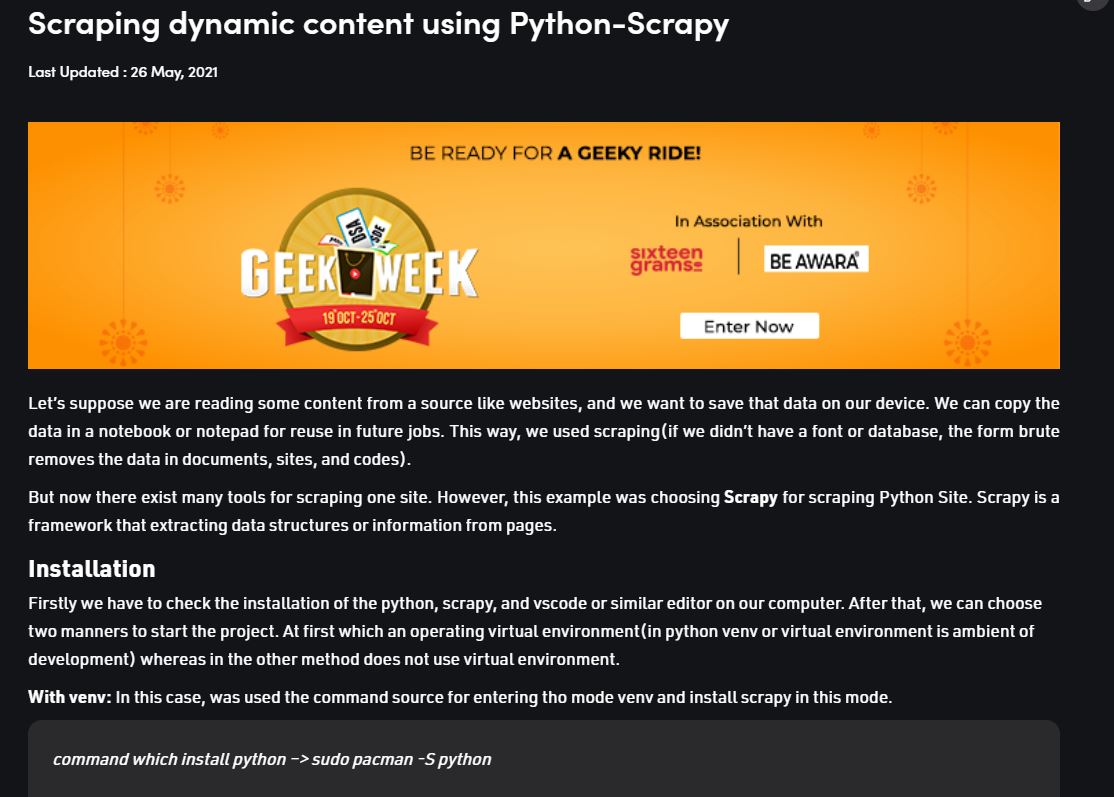 Scraping dynamic content using Python-Scrapy
Last Updated : 26 May, 2021
BE READY FOR A GEEKY RIDE!
DSA
SDE
GEEK WEEK
19 OCT - 25 OCT
In Association With
sixteen
grams
BE AWARA
Enter Now
Let's suppose we are reading some content from a source like websites, and we want to save that data on our device. We can copy the
data in a notebook or notepad for reuse in future jobs. This way, we used scraping(if we didn't have a font or database, the form brute
removes the data in documents, sites, and codes).
But now there exist many tools for scraping one site. However, this example was choosing Scrapy for scraping Python Site. Scrapy is a
framework that extracting data structures or information from pages.
Installation
Firstly we have to check the installation of the python, scrapy, and vscode or similar editor on our computer. After that, we can choose
two manners to start the project. At first which an operating virtual environment(in python venv or virtual environment is ambient of
development) whereas in the other method does not use virtual environment.
With venv: In this case, was used the command source for entering tho mode venv and install scrapy in this mode.
command which install python –> sudo pacman -S python